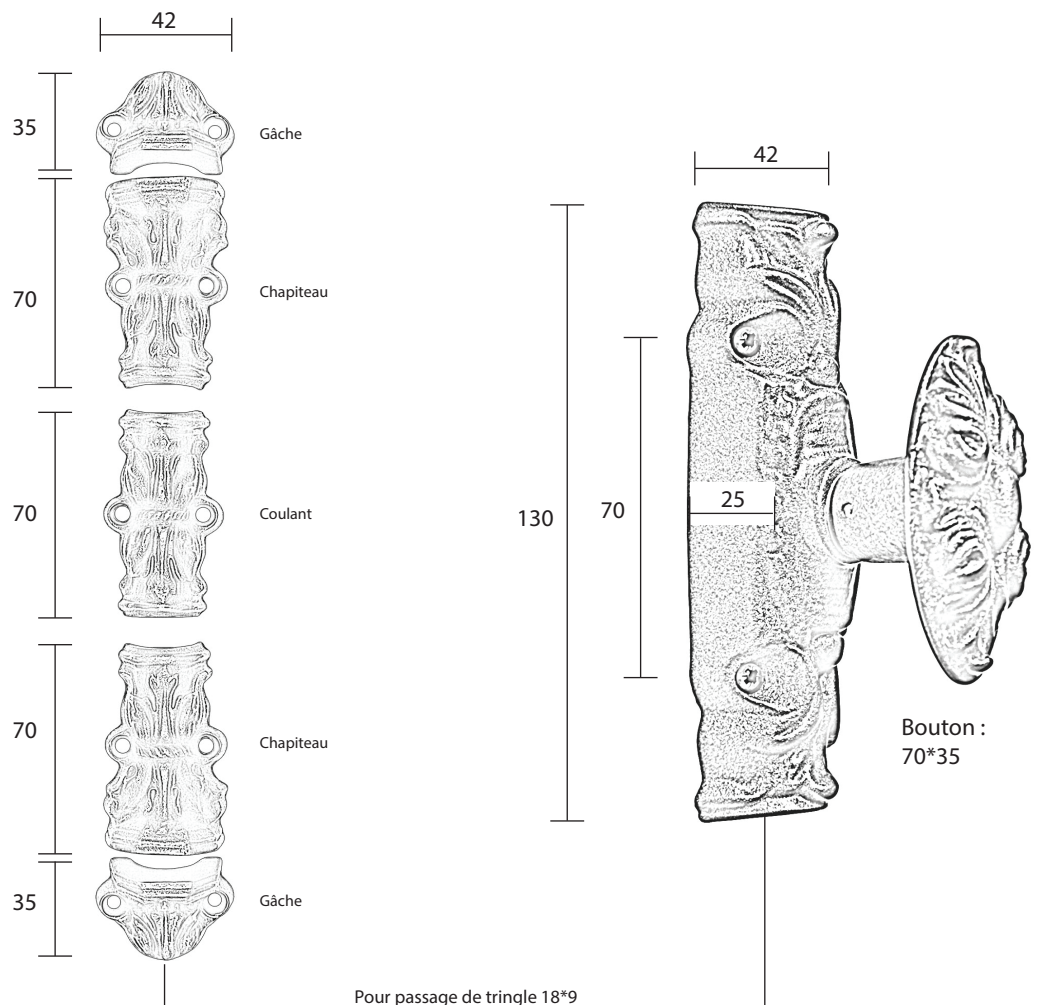 42
35
Gâche
70
Chapiteau
70
Coulant
70
Chapiteau
35
Gâche
42
130
70
25
Bouton :
70*35
Pour passage de tringle 18*9